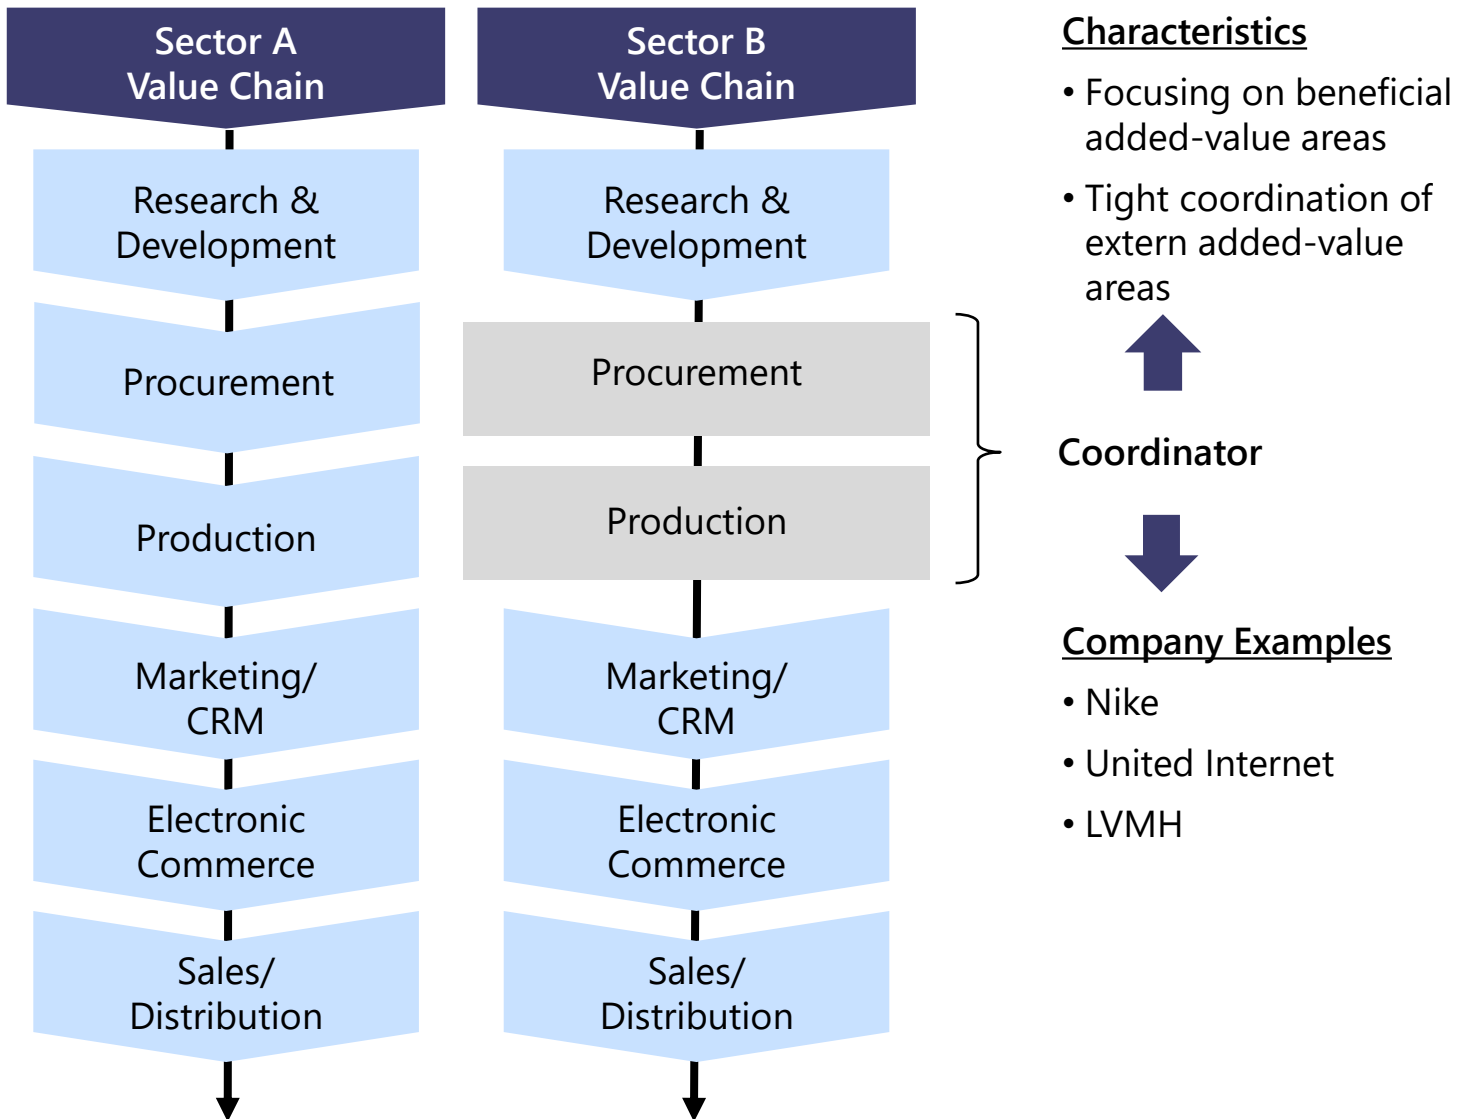 Sector A
Value Chain
Research &
Development
Procurement
Production
Marketing/
CRM
Electronic
Commerce
Sales/
Distribution
Sector B
Value Chain
Research &
Development
Procurement
Production
Marketing/
CRM
Electronic
Commerce
Sales/
Distribution
Characteristics
• Focusing on beneficial
added-value areas
• Tight coordination of
extern added-value
areas
Coordinator
Company Examples
• Nike
• United Internet
• LVMH